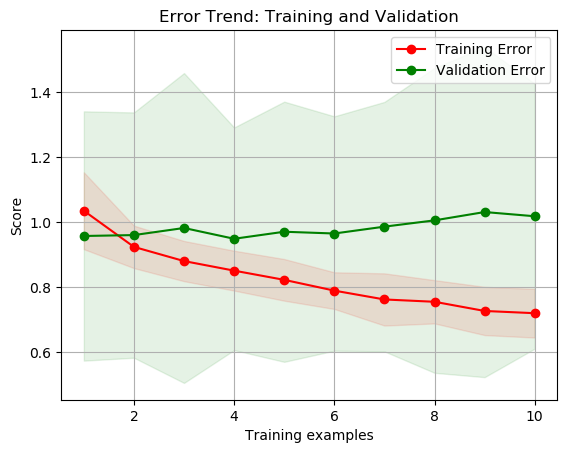 Error Trend: Training and Validation
Training Error
Validation Error
1.4
1.2
1.0
0.8
0.6
Score
2
4
6
8
10
Training examples